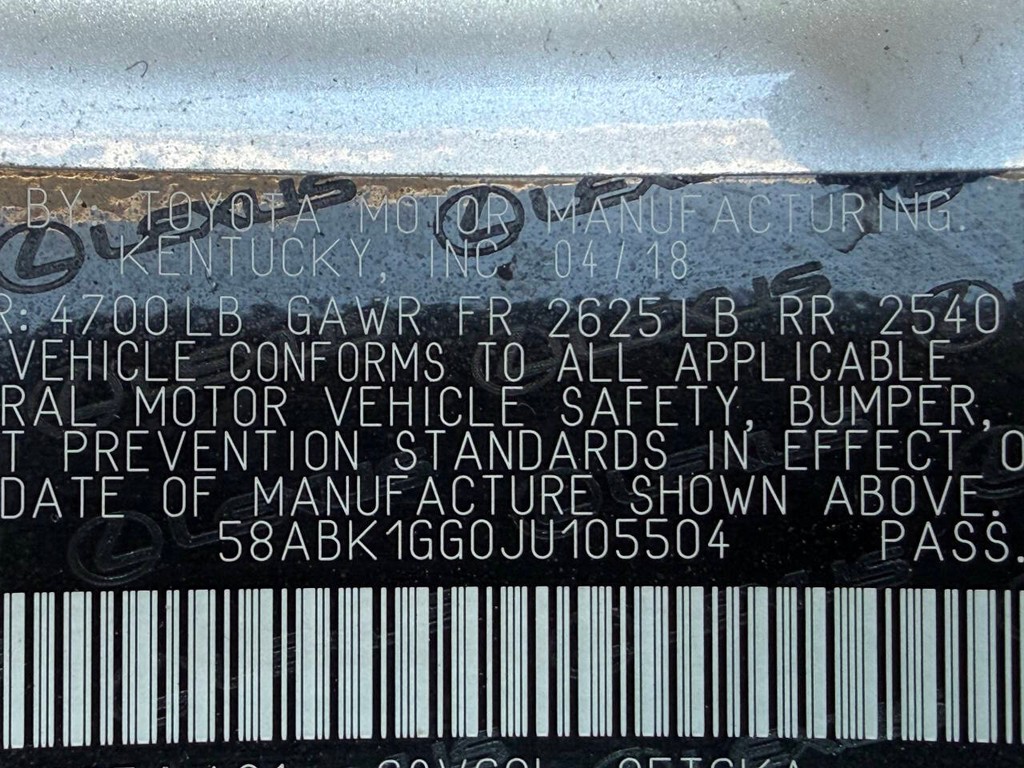 BY: TOYOTA MOTOR MANUFACTURING.
KENTUCKY, INC. 04/18
R: 4700LB GAWR FR 2625LB RR 2540
VEHICLE CONFORMS TO ALL APPLICABLE
RAL MOTOR VEHICLE SAFETY, BUMPER,
T PREVENTION STANDARDS IN EFFECT O
DATE OF MANUFACTURE SHOWN ABOVE.
58ABK1GG0JU105504 PASS.